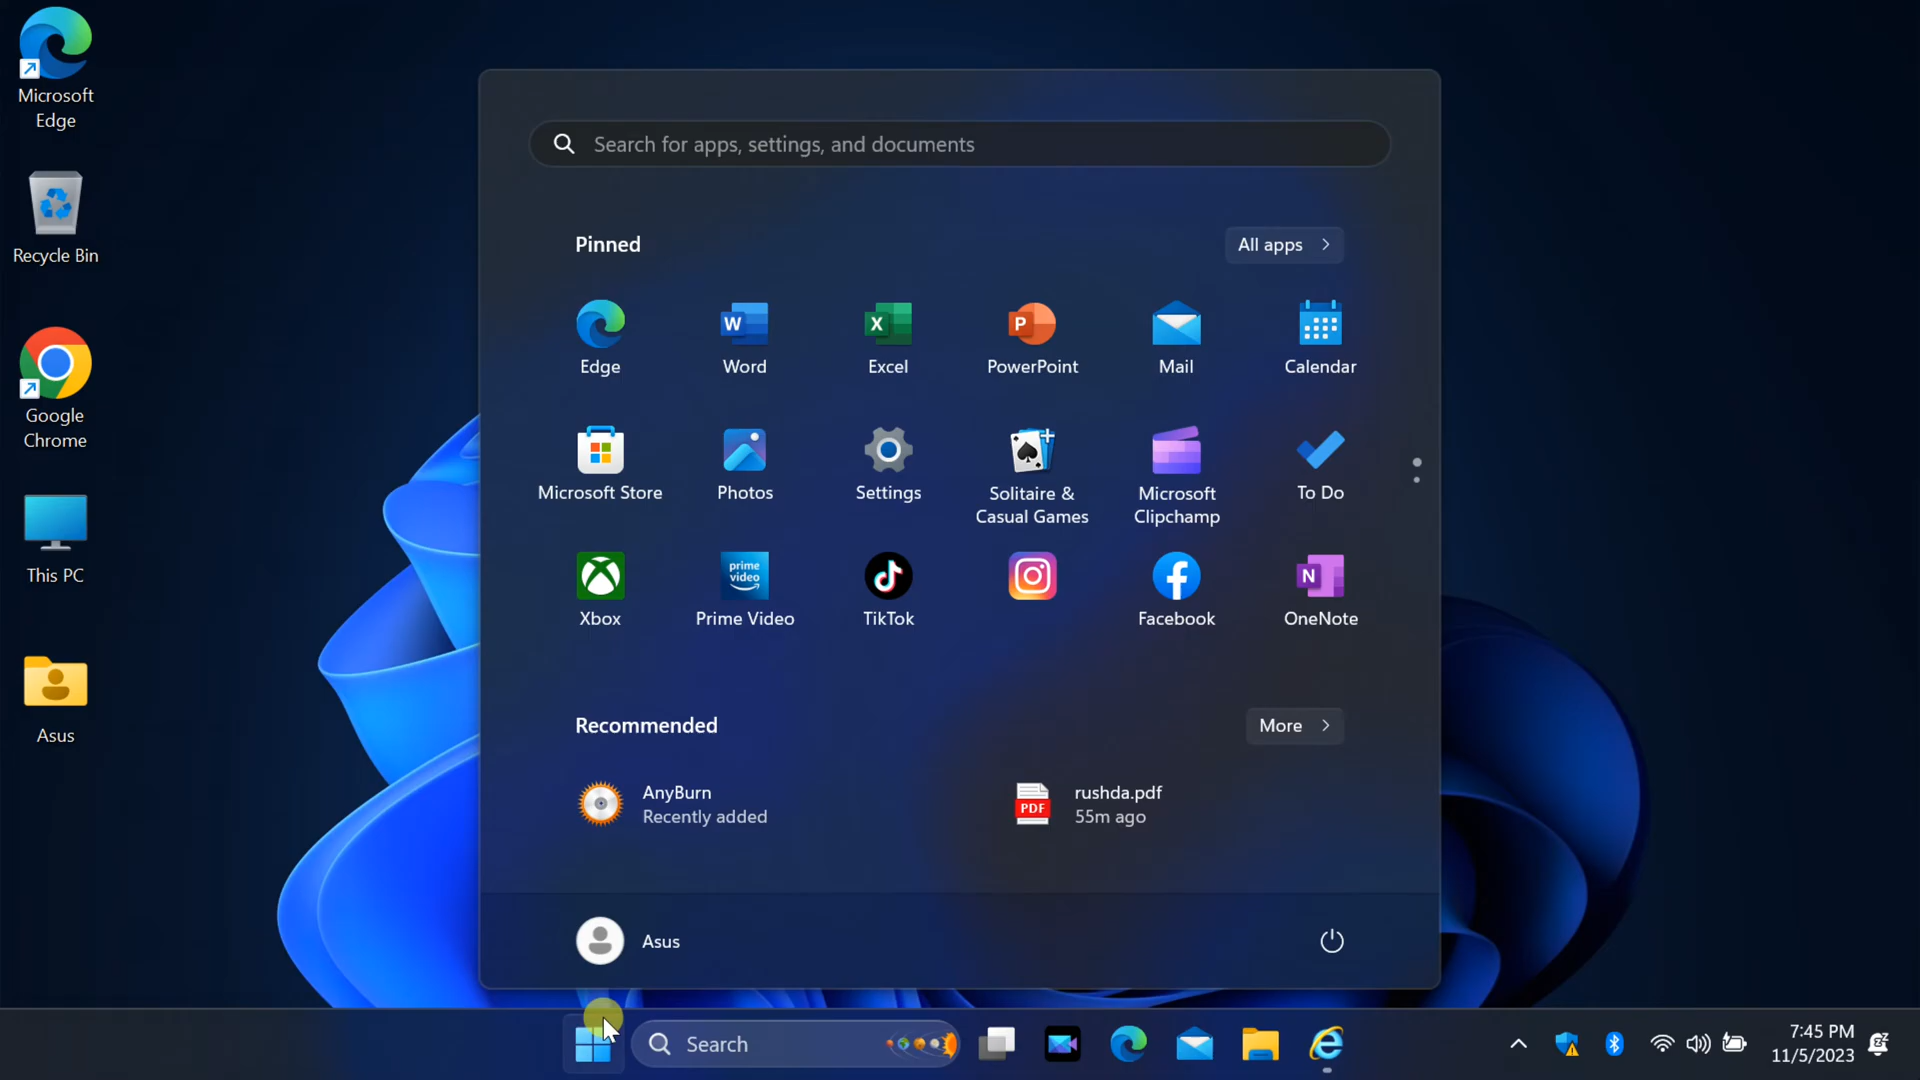 Microsoft
Edge
Recycle Bin
Google
Chrome
This PC
Asus
Search for apps, settings, and documents
Pinned
All apps
Edge
W
Word
X
Excel
P
PowerPoint
Mail
Calendar
Microsoft Store
Photos
Settings
Solitaire &
Casual Games
Microsoft
Clipchamp
To Do
Xbox
prime
video
Prime Video
TikTok
Facebook
N
OneNote
Recommended
More
AnyBurn
Recently added
PDF
rushda.pdf
55m ago
Asus
Search
7:45 PM
11/5/2023